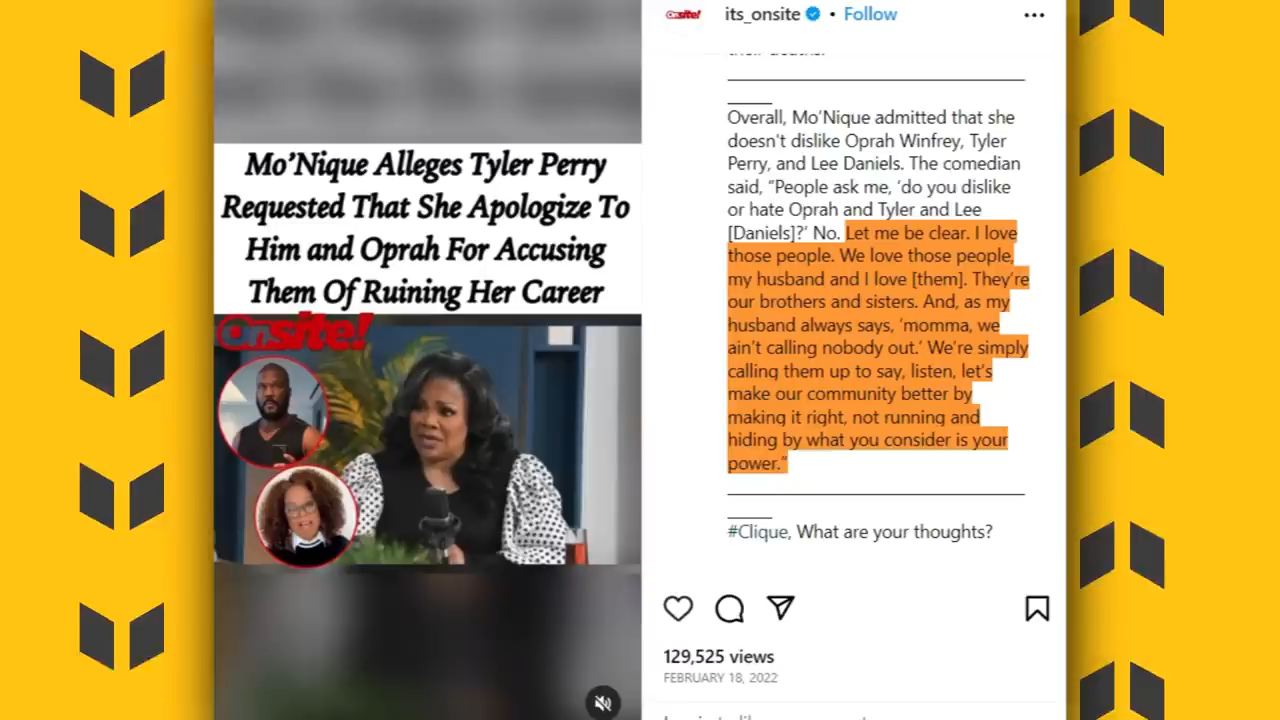 Mo’Nique Alleges Tyler Perry
Requested That She Apologize To
Him and Oprah For Accusing
Them Of Ruining Her Career
Onsite!
Onsite!
its_onsite • Follow
Overall, Mo’Nique admitted that she
doesn't dislike Oprah Winfrey, Tyler
Perry, and Lee Daniels. The comedian
said, “People ask me, ‘do you dislike
or hate Oprah and Tyler and Lee
[Daniels]?’ No. Let me be clear. I love
those people. We love those people,
my husband and I love [them]. They’re
our brothers and sisters. And, as my
husband always says, ‘momma, we
ain’t calling nobody out.’ We’re simply
calling them up to say, listen, let’s
make our community better by
making it right, not running and
hiding by what you consider is your
power.”
#Clique, What are your thoughts?
129,525 views
FEBRUARY 18, 2022